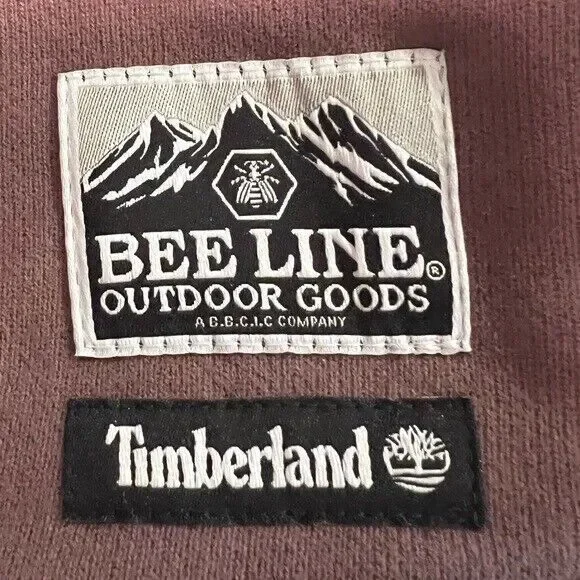 BEE LINE®
OUTDOOR GOODS
A B.B.C.I.C COMPANY
Timberland